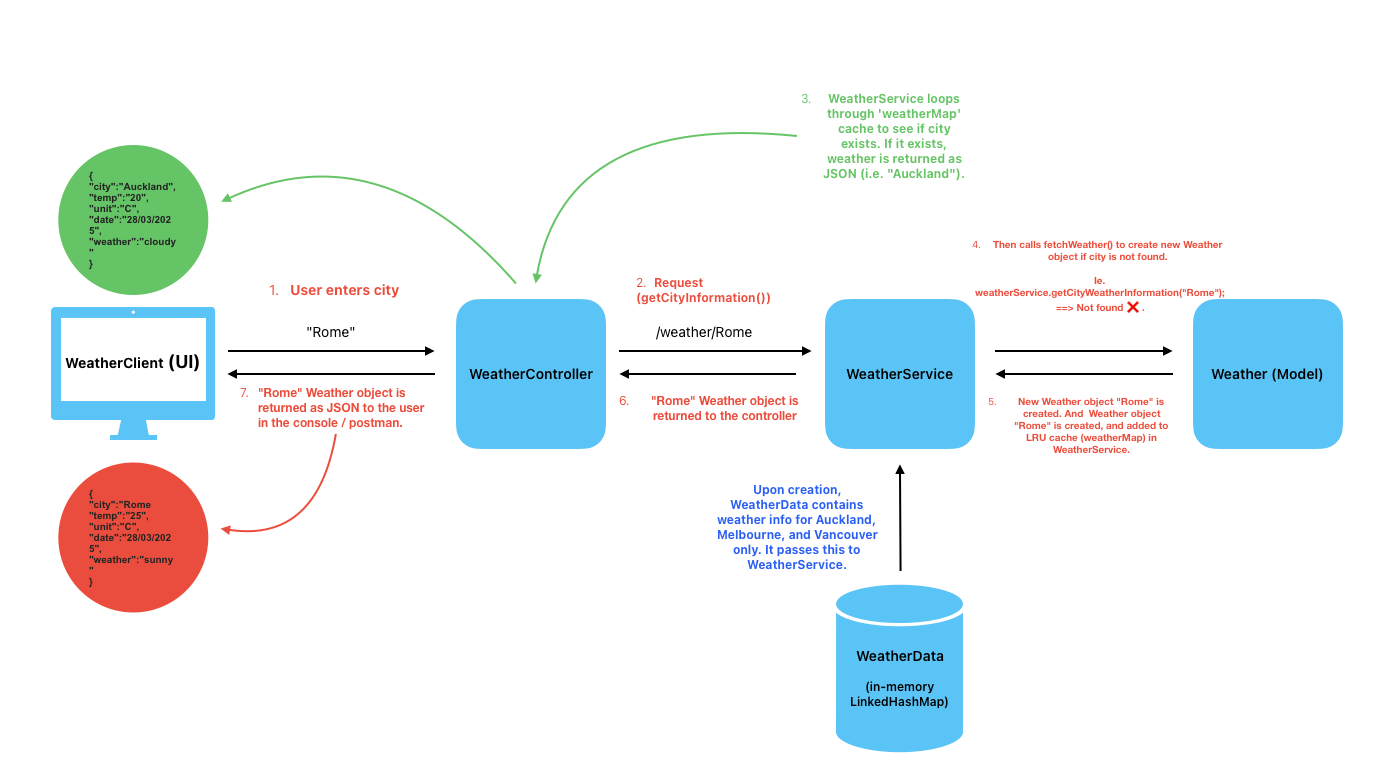 3. WeatherService loops
through 'weatherMap'
cache to see if city
exists. If it exists,
weather is returned as
JSON (i.e. "Auckland").
{
"city":"Auckland",
"temp":"20",
"unit":"C",
"date":"28/03/202
5",
"weather":"cloudy
"
}
4. Then calls fetchWeather() to create new Weather
object if city is not found.
Ie.
weatherService.getCityWeatherInformation("Rome");
==> Not found ❌ .
1. User enters city
"Rome"
2. Request
(getCityInformation())
/weather/Rome
WeatherClient (UI)
WeatherController
WeatherService
Weather (Model)
7. "Rome" Weather object is
returned as JSON to the user
in the console / postman.
6. "Rome" Weather object is
returned to the controller
5. New Weather object "Rome" is
created. And Weather object
"Rome" is created, and added to
LRU cache (weatherMap) in
WeatherService.
{
"city":"Rome
"temp":"25",
"unit":"C",
"date":"28/03/202
5",
"weather":"sunny
"
}
Upon creation,
WeatherData contains
weather info for Auckland,
Melbourne, and Vancouver
only. It passes this to
WeatherService.
WeatherData
(in-memory
LinkedHashMap)